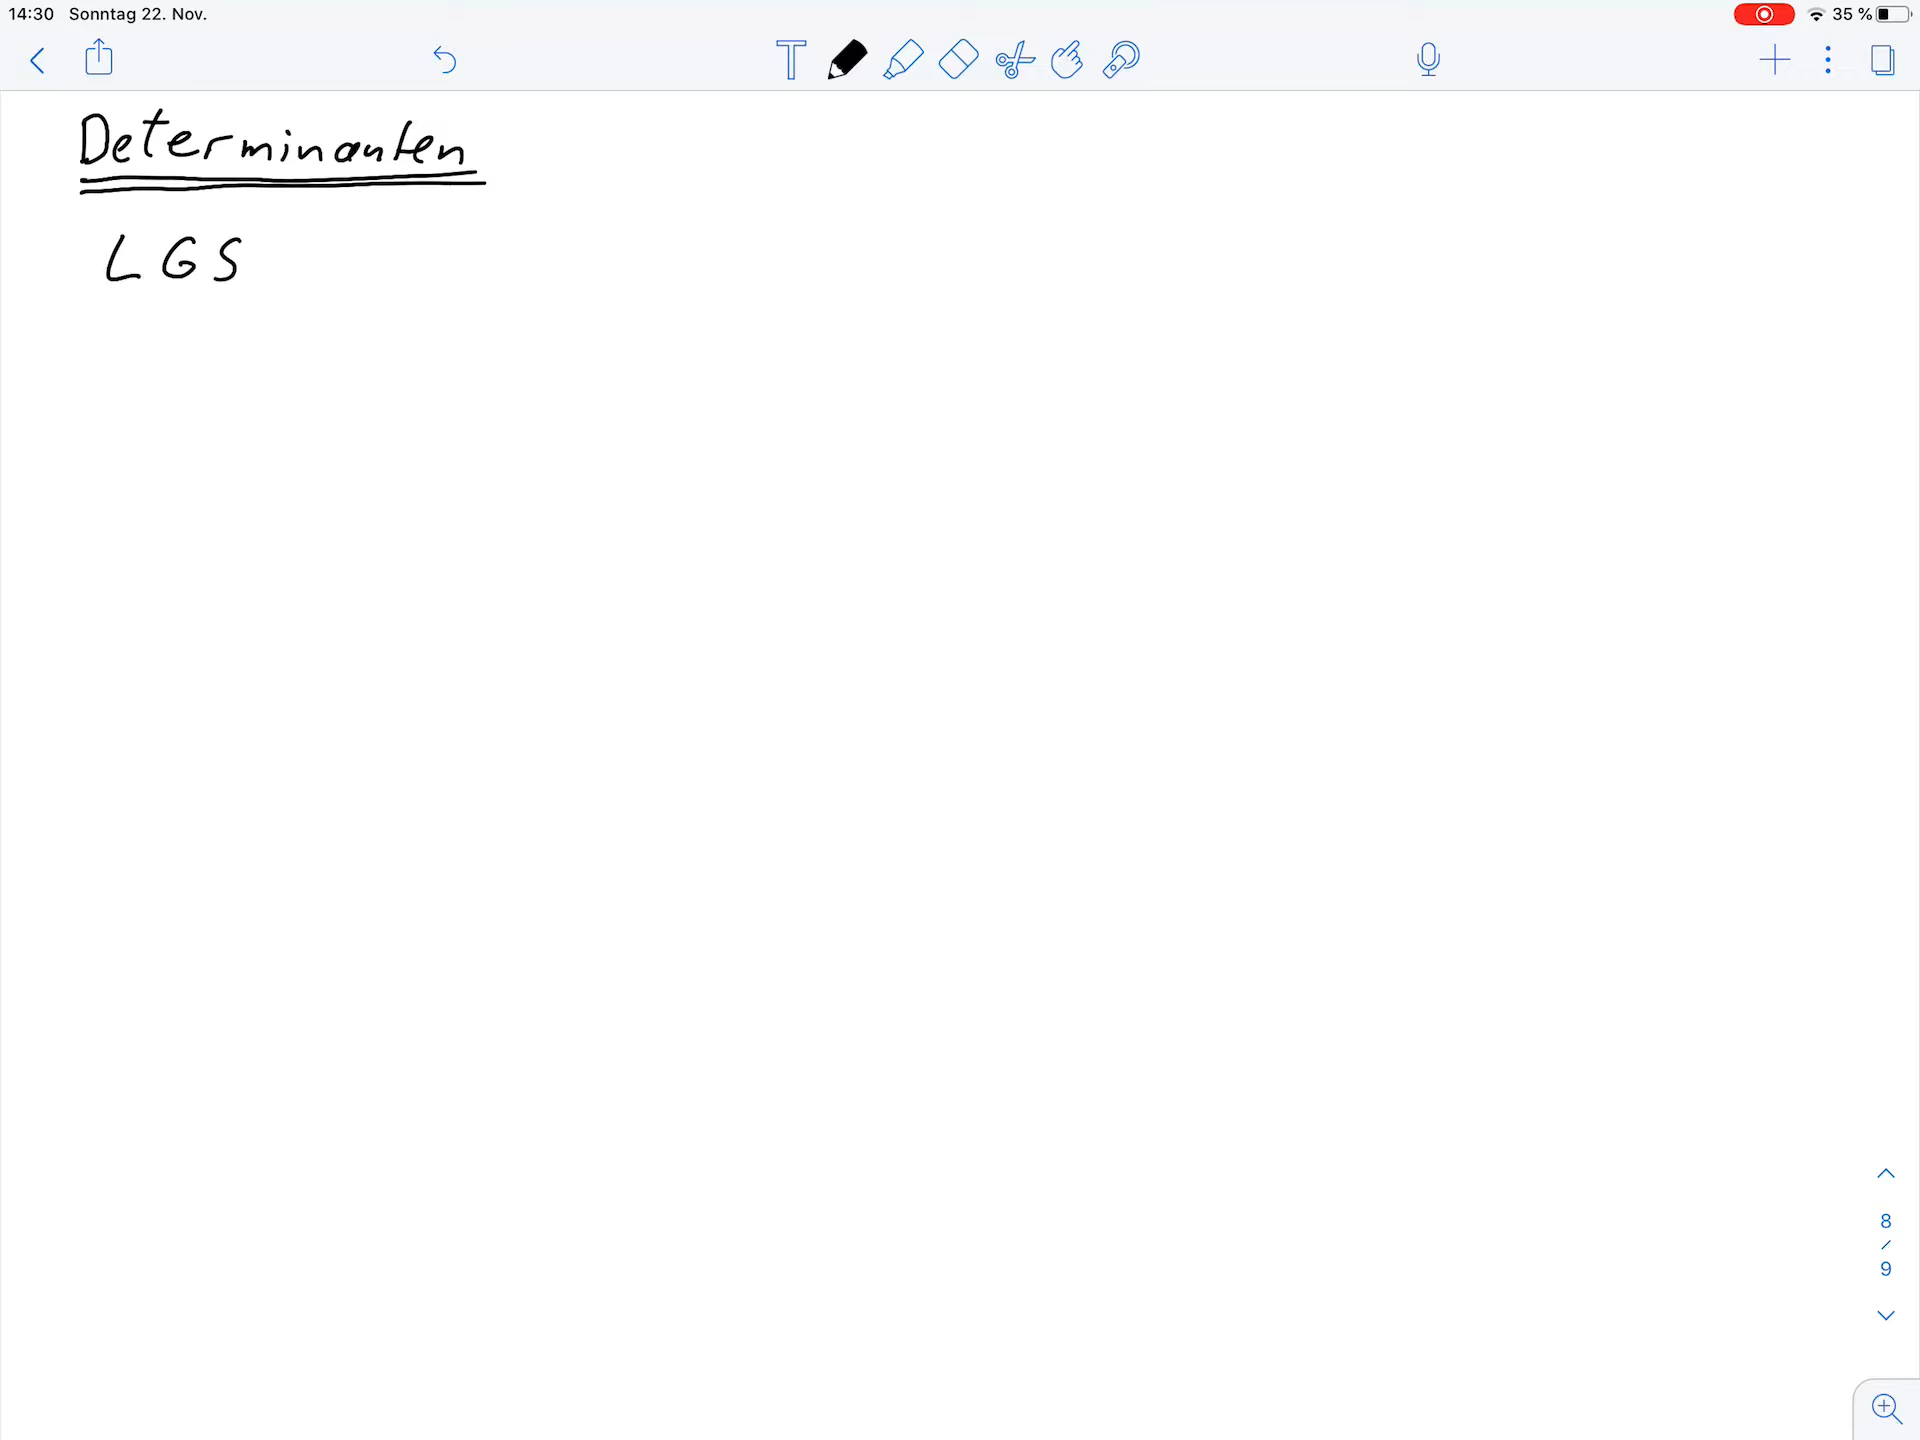 14:30 Sonntag 22. Nov. 35 %
Determinanten
LGS
8
/
9